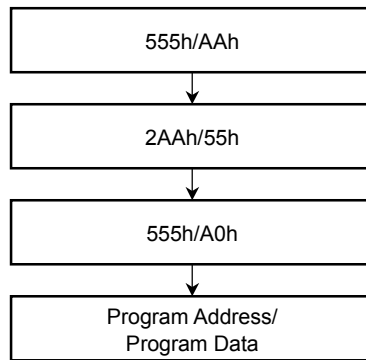 555h/AAh
2AAh/55h
555h/A0h
Program Address/
Program Data